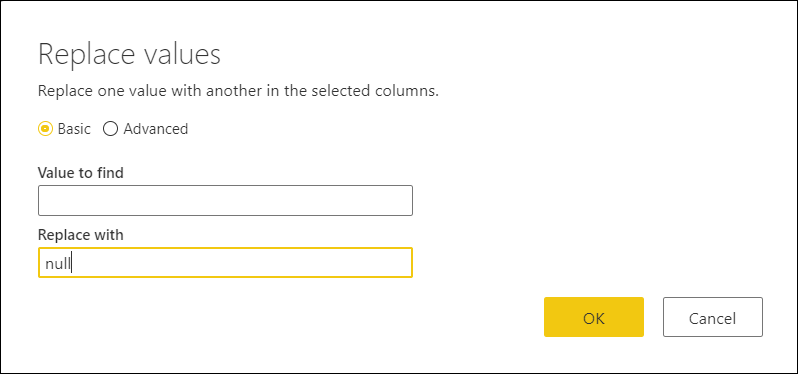 Replace values
Replace one value with another in the selected columns.
Basic Advanced
Value to find
Replace with
null
OK Cancel